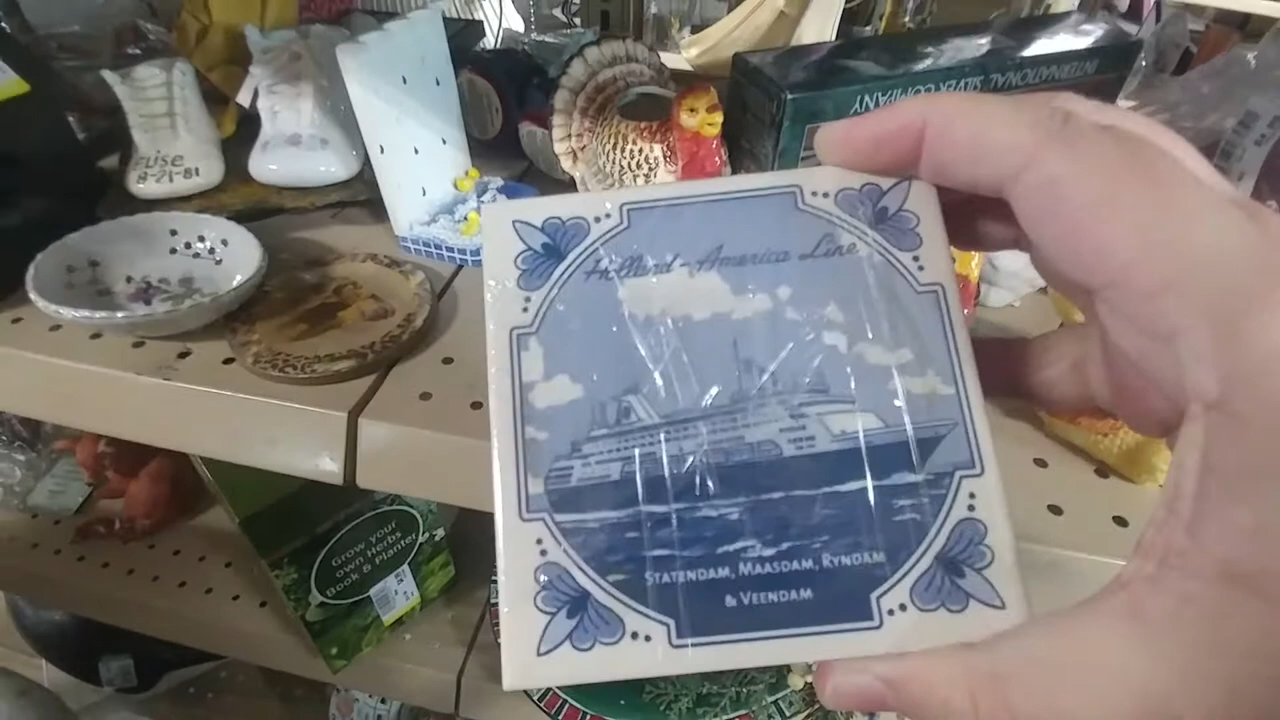 INTERNATIONAL SILVER COMPANY
ELISE
8-21-81
Holland-America Line
STATENDAM, MAASDAM, RYNDAM
& VEENDAM
Grow your
own Herbs
Book & Planter